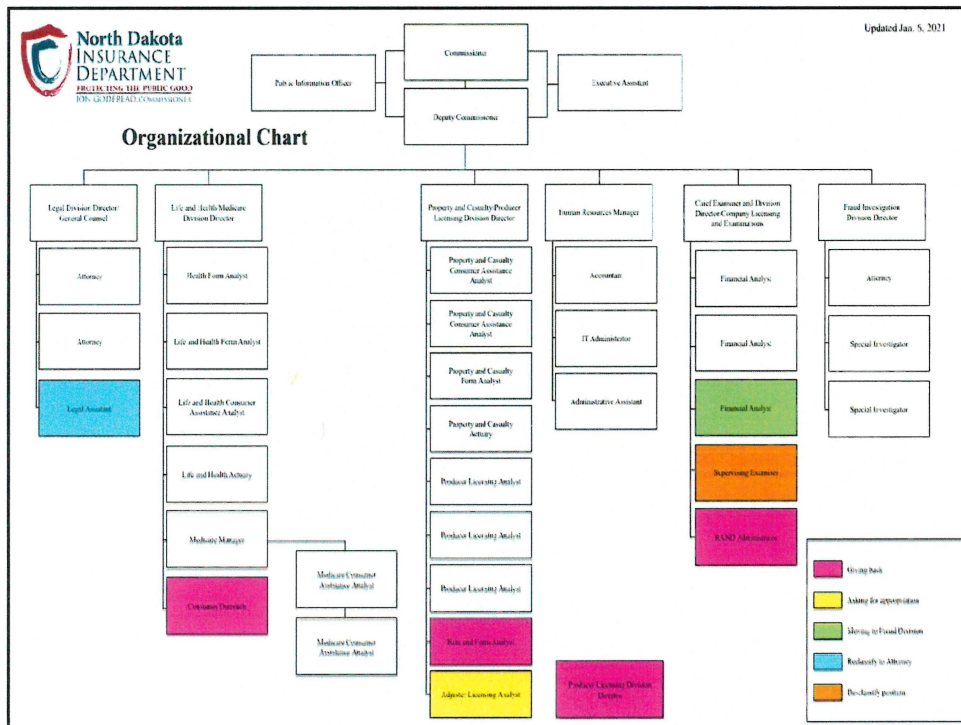 North Dakota
INSURANCE
DEPARTMENT
PROTECTING THE PUBLIC GOOD
JON GODFREAD, COMMISSIONER
Updated Jan. 6, 2021
Organizational Chart
Commissioner
Public Information Officer
Executive Assistant
Deputy Commissioner
Legal Division Director/
General Counsel
Attorney
Attorney
Legal Assistant
Life and Health/Medicare
Division Director
Health Form Analyst
Life and Health Form Analyst
Life and Health Consumer
Assistance Analyst
Life and Health Actuary
Medicare Manager
Consumer Outreach
Medicare Consumer
Assistance Analyst
Medicare Consumer
Assistance Analyst
Property and Casualty/Producer
Licensing Division Director
Property and Casualty
Consumer Assistance
Analyst
Property and Casualty
Consumer Assistance
Analyst
Property and Casualty
Form Analyst
Property and Casualty
Actuary
Producer Licensing Analyst
Producer Licensing Analyst
Producer Licensing Analyst
Rate and Form Analyst
Adjuster Licensing Analyst
Producer Licensing Division
Director
Human Resources Manager
Accountant
IT Administrator
Administrative Assistant
Chief Examiner and Division
Director Company Licensing
and Examinations
Financial Analyst
Financial Analyst
Financial Analyst
Supervising Examiner
Administrator
Fraud Investigation
Division Director
Attorney
Special Investigator
Special Investigator
Giving back
Asking for appropriation
Moving to Fraud Division
Reclassify to Attorney
De-classify position